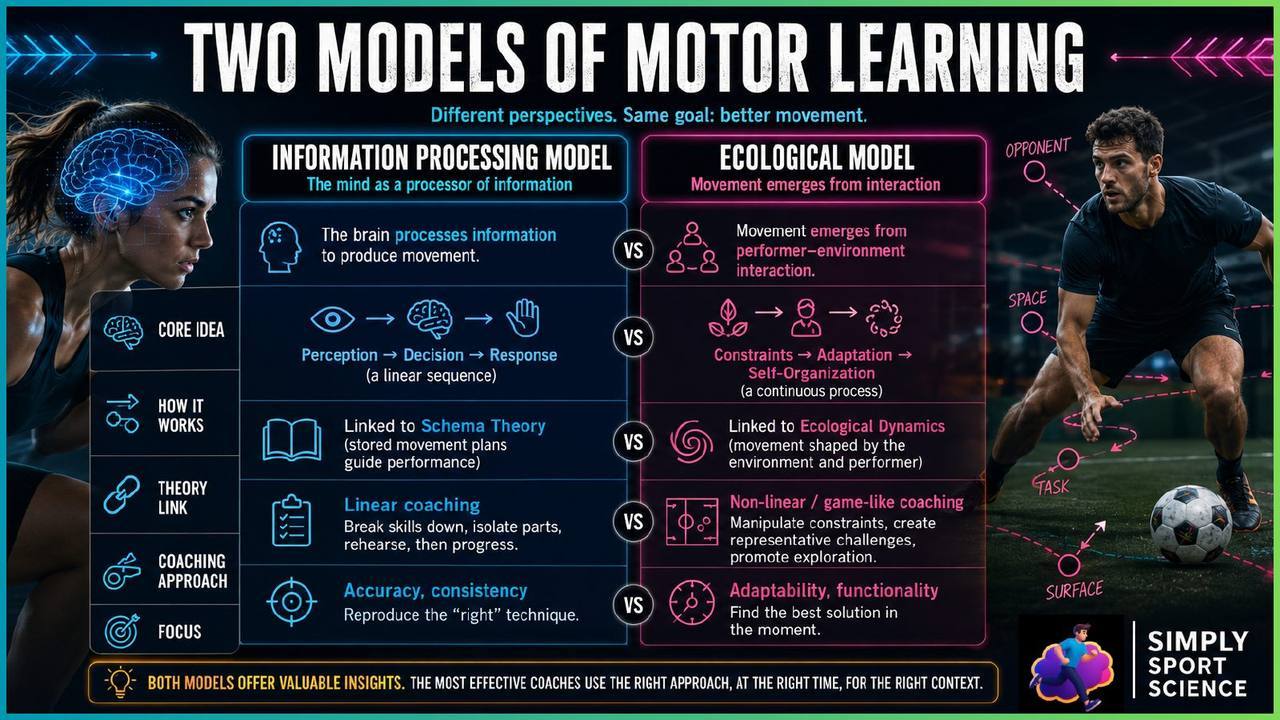 TWO MODELS OF MOTOR LEARNING
Different perspectives. Same goal: better movement.
INFORMATION PROCESSING MODEL
The mind as a processor of information
ECOLOGICAL MODEL
Movement emerges from interaction
CORE IDEA
The brain processes information
to produce movement.
VS
Movement emerges from
performer–environment
interaction.
HOW IT
WORKS
Perception → Decision → Response
(a linear sequence)
VS
Constraints → Adaptation →
Self-Organization
(a continuous process)
THEORY
LINK
Linked to Schema Theory
(stored movement plans
guide performance)
VS
Linked to Ecological Dynamics
(movement shaped by the
environment and performer)
COACHING
APPROACH
Linear coaching
Break skills down, isolate parts,
rehearse, then progress.
VS
Non-linear / game-like coaching
Manipulate constraints, create
representative challenges,
promote exploration.
FOCUS
Accuracy, consistency
Reproduce the “right” technique.
VS
Adaptability, functionality
Find the best solution in
the moment.
OPPONENT
SPACE
TASK
SURFACE
BOTH MODELS OFFER VALUABLE INSIGHTS. THE MOST EFFECTIVE COACHES USE THE RIGHT APPROACH, AT THE RIGHT TIME, FOR THE RIGHT CONTEXT.
SIMPLY
SPORT
SCIENCE